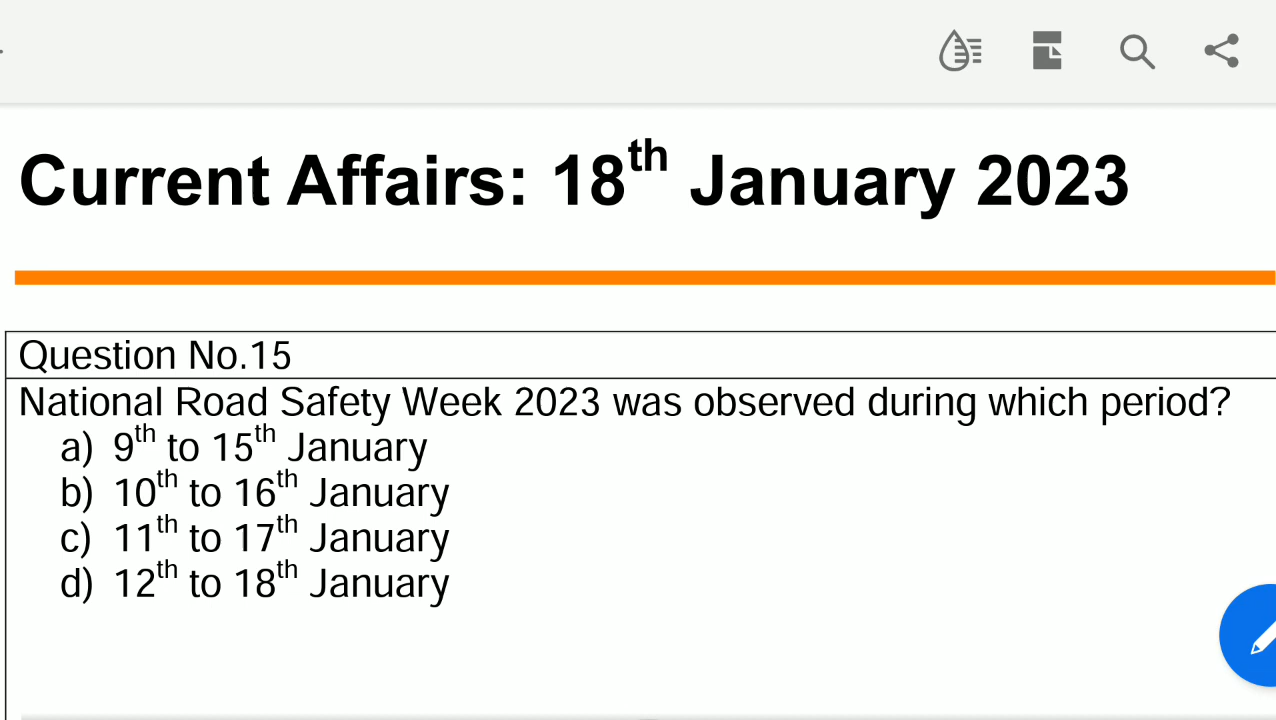 Current Affairs: 18th January 2023
Question No.15
National Road Safety Week 2023 was observed during which period?
a) 9th to 15th January
b) 10th to 16th January
c) 11th to 17th January
d) 12th to 18th January